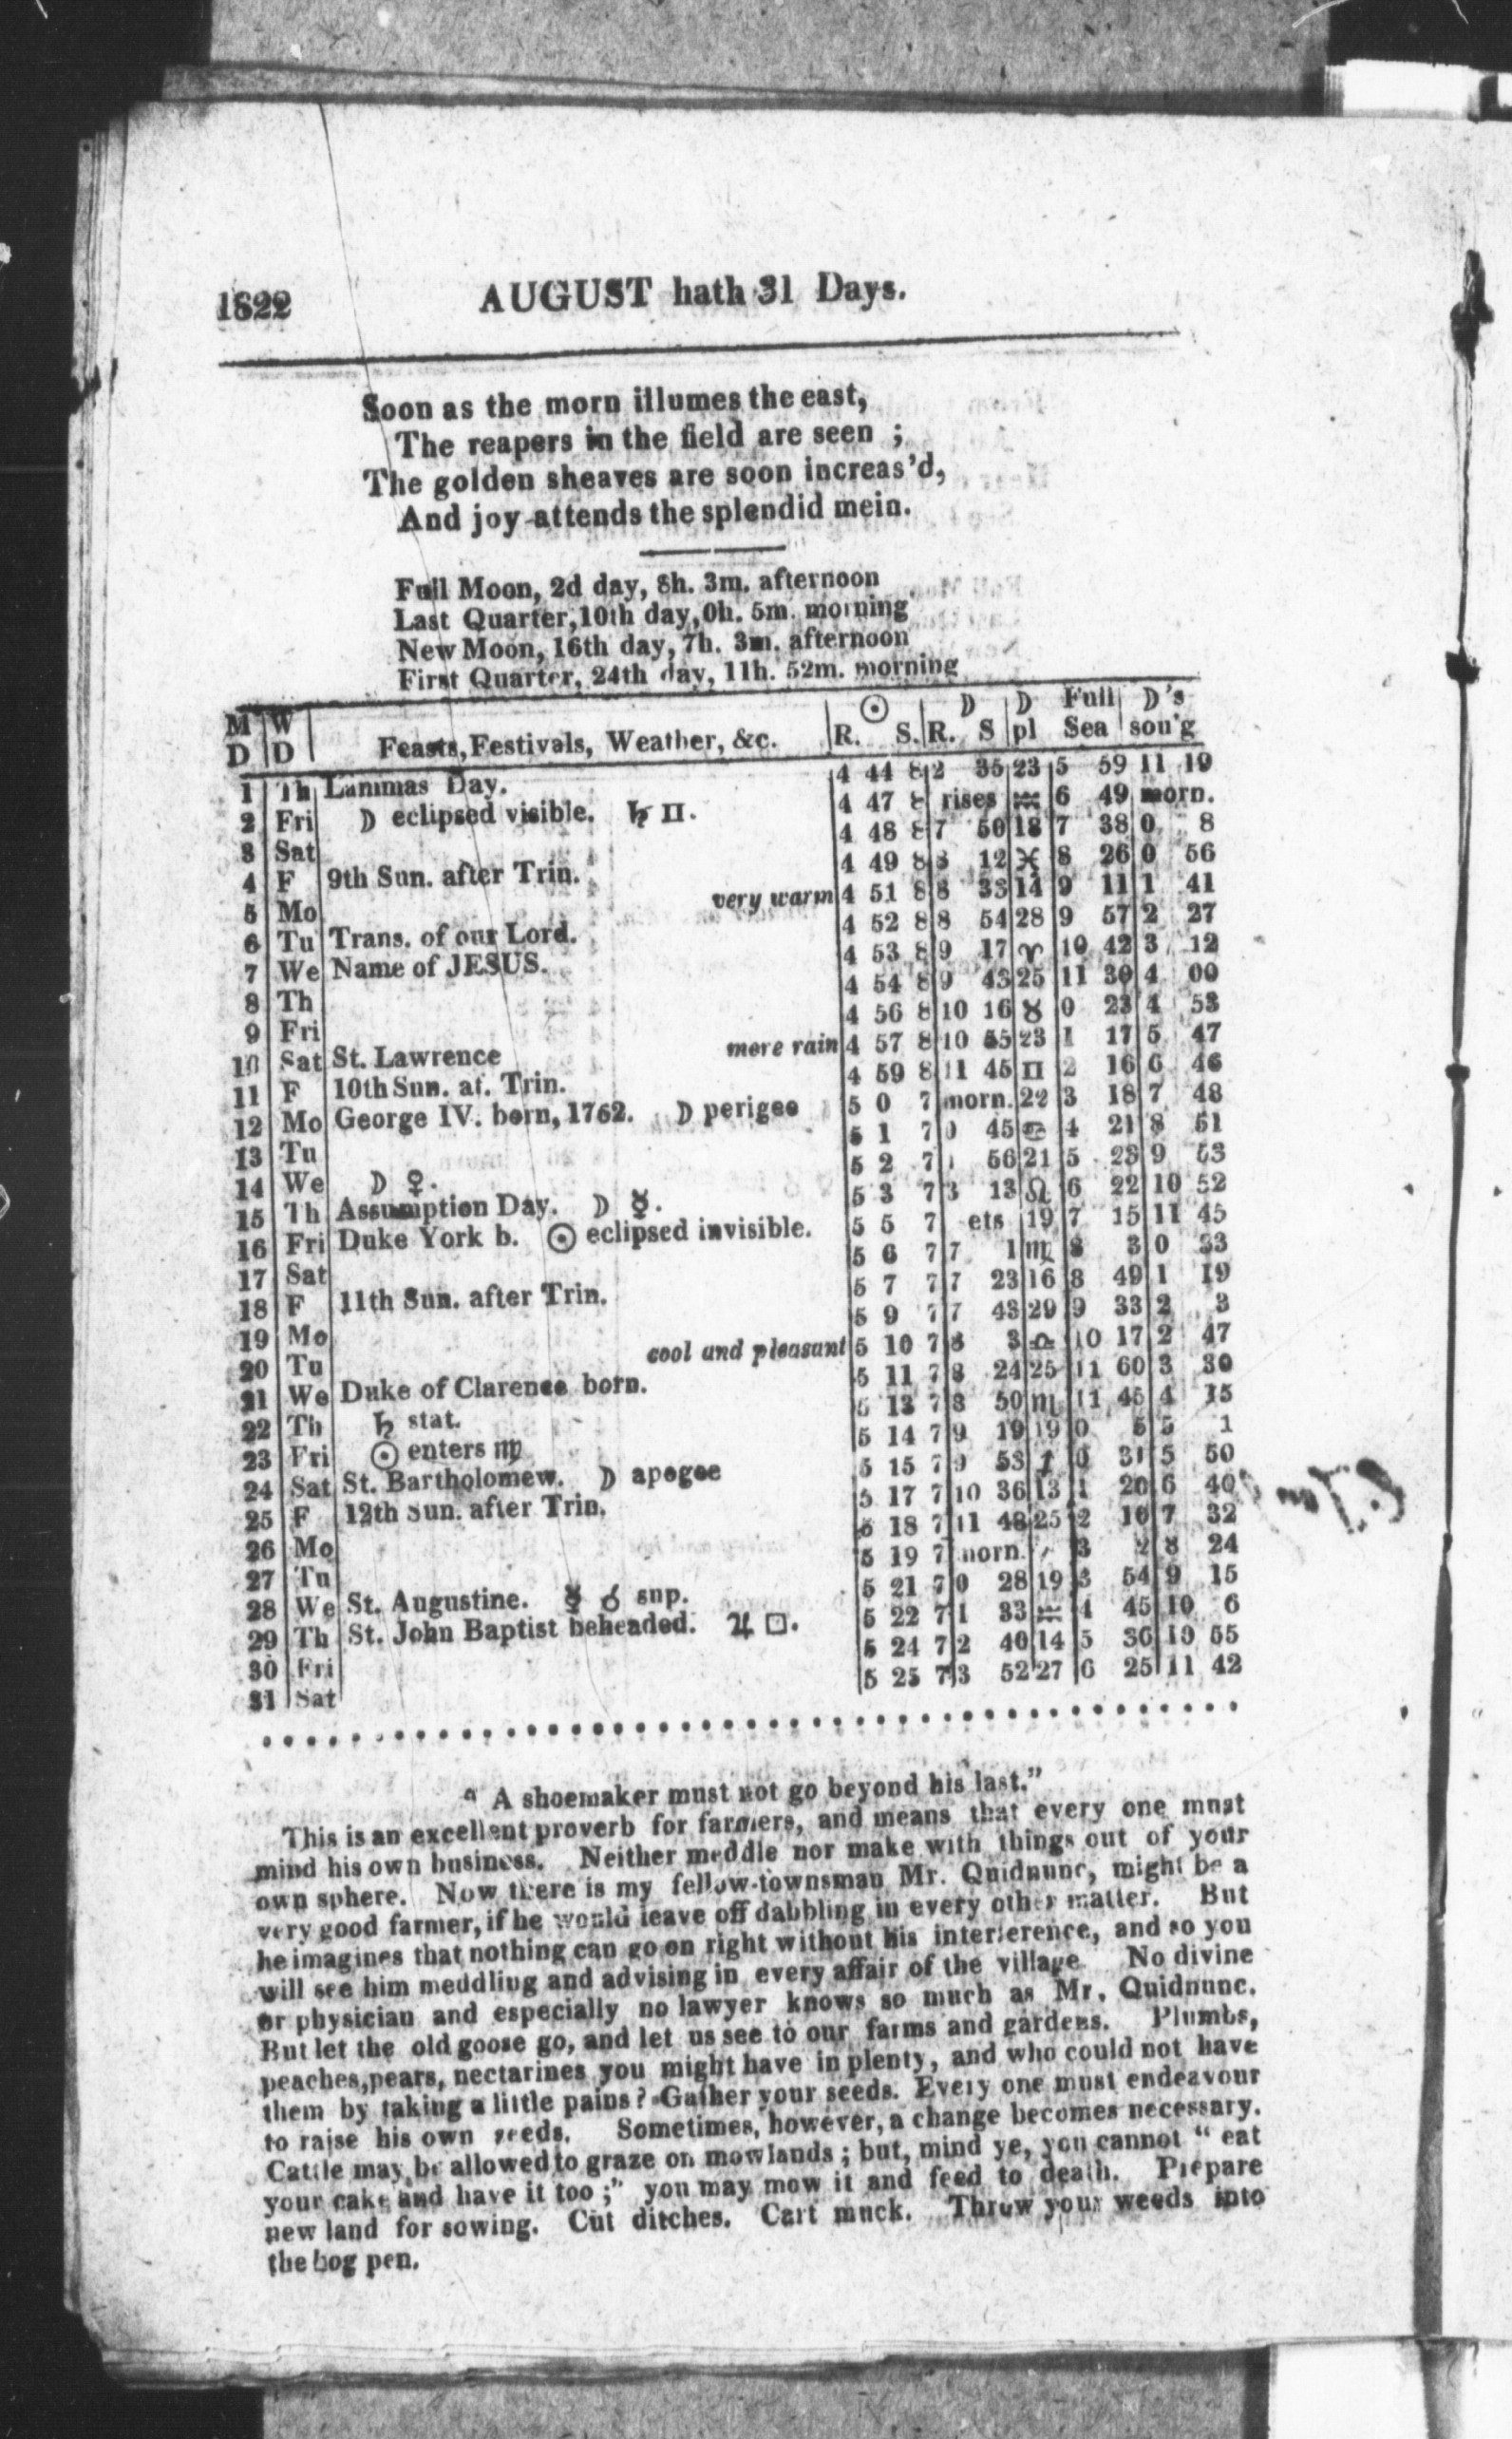 1822 AUGUST hath 31 Days.
Soon as the morn illumes the east,
The reapers in the field are seen ;
The golden sheaves are soon increas'd,
And joy attends the splendid mein.
Full Moon, 2d day, 8h. 3m. afternoon
Last Quarter, 10th day, 0h. 5m. morning
New Moon, 16th day, 7h. 3m. afternoon
First Quarter, 24th day, 11h. 52m. morning
M W ☉ ☽ ☽ Full ☽'s
D D Feasts, Festivals, Weather, &c. R. S. R. S pl Sea sou'g
1 Th Lammas Day. 4 44 8 2 35 23 5 59 11 19
2 Fri ☽ eclipsed visible. ♄ ♊. 4 47 8 rises ♒ 6 49 morn.
3 Sat 4 48 8 7 50 18 7 38 0 8
4 F 9th Sun. after Trin. 4 49 8 8 12 ♓ 8 26 0 56
5 Mo very warm 4 51 8 8 33 14 9 11 1 41
6 Tu Trans. of our Lord. 4 52 8 8 54 28 9 57 2 27
7 We Name of JESUS. 4 53 8 9 17 ♈ 10 42 3 12
8 Th 4 54 8 9 43 25 11 30 4 00
9 Fri 4 56 8 10 16 ♉ 0 23 4 53
10 Sat St. Lawrence more rain 4 57 8 10 55 23 1 17 5 47
11 F 10th Sun. af. Trin. 4 59 8 11 45 ♊ 2 16 6 46
12 Mo George IV. born, 1762. ☽ perigee 5 0 7 morn. 22 3 18 7 48
13 Tu 5 1 7 0 45 ♋ 4 21 8 51
14 We ☽ ♀. 5 2 7 1 56 21 5 23 9 53
15 Th Assumption Day. ☽ ☿. 5 3 7 3 13 ♌ 6 22 10 52
16 Fri Duke York b. ☉ eclipsed invisible. 5 5 7 ets 19 7 15 11 45
17 Sat 5 6 7 7 1 ♍ 8 3 0 33
18 F 11th Sun. after Trin. 5 7 7 7 23 16 8 49 1 19
19 Mo 5 9 7 7 43 29 9 33 2 3
20 Tu cool and pleasant 5 10 7 8 3 ♎ 10 17 2 47
21 We Duke of Clarence born. 5 11 7 8 24 25 11 60 3 30
22 Th ♄ stat. 5 13 7 8 50 ♏ 11 45 4 15
23 Fri ☉ enters ♍ 5 14 7 9 19 19 0 5 5 1
24 Sat St. Bartholomew. ☽ apogee 5 15 7 9 53 ♐ 0 31 5 50
25 F 12th Sun. after Trin. 5 17 7 10 36 13 1 20 6 40
26 Mo 5 18 7 11 48 25 2 10 7 32
27 Tu 5 19 7 morn. 3 2 8 24
28 We St. Augustine. ☿ ☌ sup. 5 21 7 0 28 19 3 54 9 15
29 Th St. John Baptist beheaded. ♃ □. 5 22 7 1 33 ♒ 4 45 10 6
30 Fri 5 24 7 2 40 14 5 36 10 55
31 Sat 5 25 7 3 52 27 6 25 11 42
" A shoemaker must not go beyond his last."
This is an excellent proverb for farmers, and means that every one must
mind his own business. Neither meddle nor make with things out of your
own sphere. Now there is my fellow-townsman Mr. Quidnunc, might be a
very good farmer, if he would leave off dabbling in every other matter. But
he imagines that nothing can go on right without his interference, and so you
will see him meddling and advising in every affair of the village No divine
or physician and especially no lawyer knows so much as Mr. Quidnunc.
But let the old goose go, and let us see to our farms and gardens. Plumbs,
peaches, pears, nectarines you might have in plenty, and who could not have
them by taking a little pains? Gather your seeds. Every one must endeavour
to raise his own seeds. Sometimes, however, a change becomes necessary.
Cattle may be allowed to graze on mowlands ; but, mind ye, you cannot " eat
your cake and have it too ;" you may mow it and feed to death. Prepare
new land for sowing. Cut ditches. Cart muck. Throw your weeds into
the hog pen.